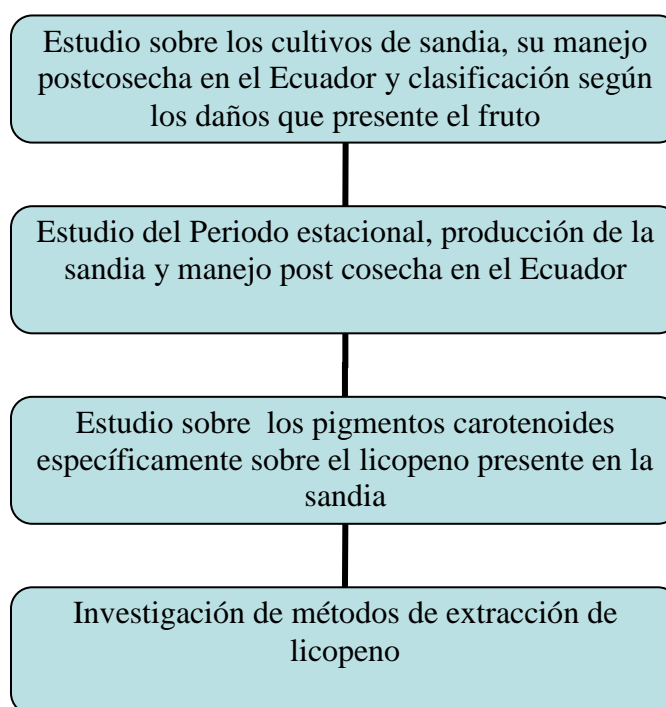 Estudio sobre los cultivos de sandia, su manejo
postcosecha en el Ecuador y clasificación según
los daños que presente el fruto
Estudio del Periodo estacional, producción de la
sandia y manejo post cosecha en el Ecuador
Estudio sobre los pigmentos carotenoides
específicamente sobre el licopeno presente en la
sandia
Investigación de métodos de extracción de
licopeno